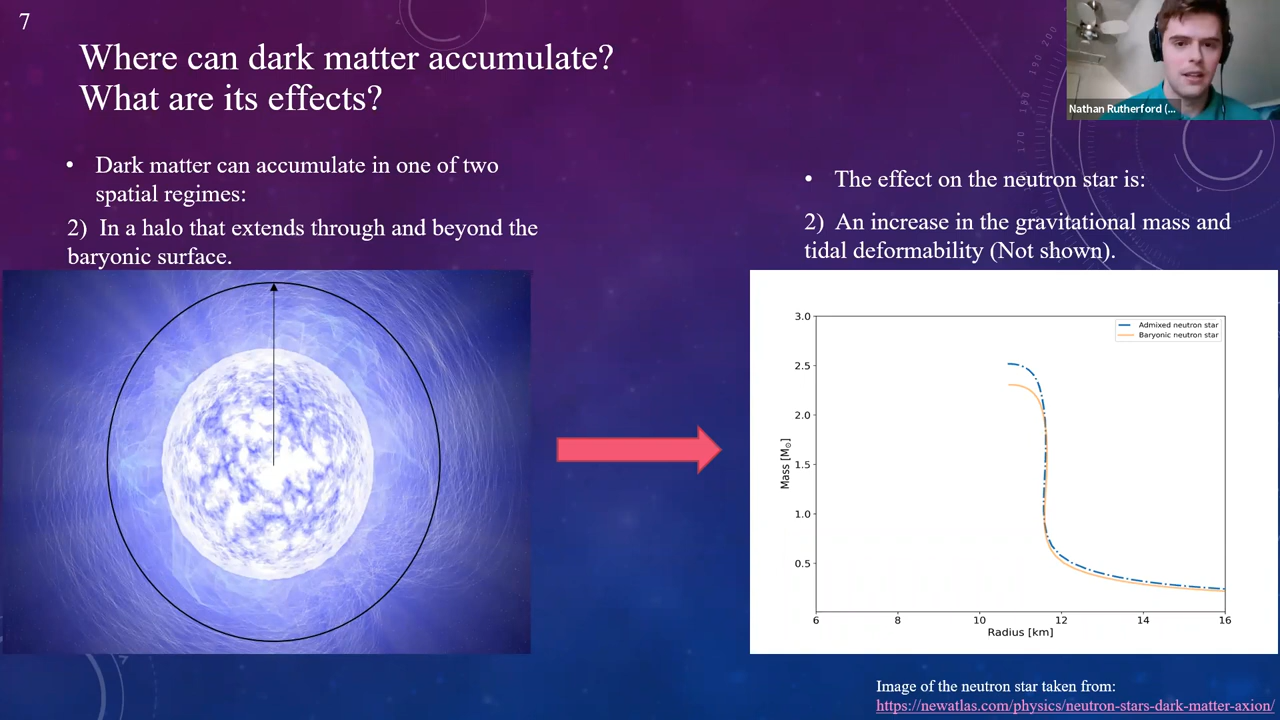 7
Where can dark matter accumulate?
What are its effects?
Nathan Rutherford (...
• Dark matter can accumulate in one of two
spatial regimes:
2) In a halo that extends through and beyond the
baryonic surface.
• The effect on the neutron star is:
2) An increase in the gravitational mass and
tidal deformability (Not shown).
Admixed neutron star
Baryonic neutron star
3.0
2.5
2.0
1.5
1.0
0.5
Mass [M⊙]
6 8 10 12 14 16
Radius [km]
170 180 190 200
Image of the neutron star taken from:
https://newatlas.com/physics/neutron-stars-dark-matter-axion/